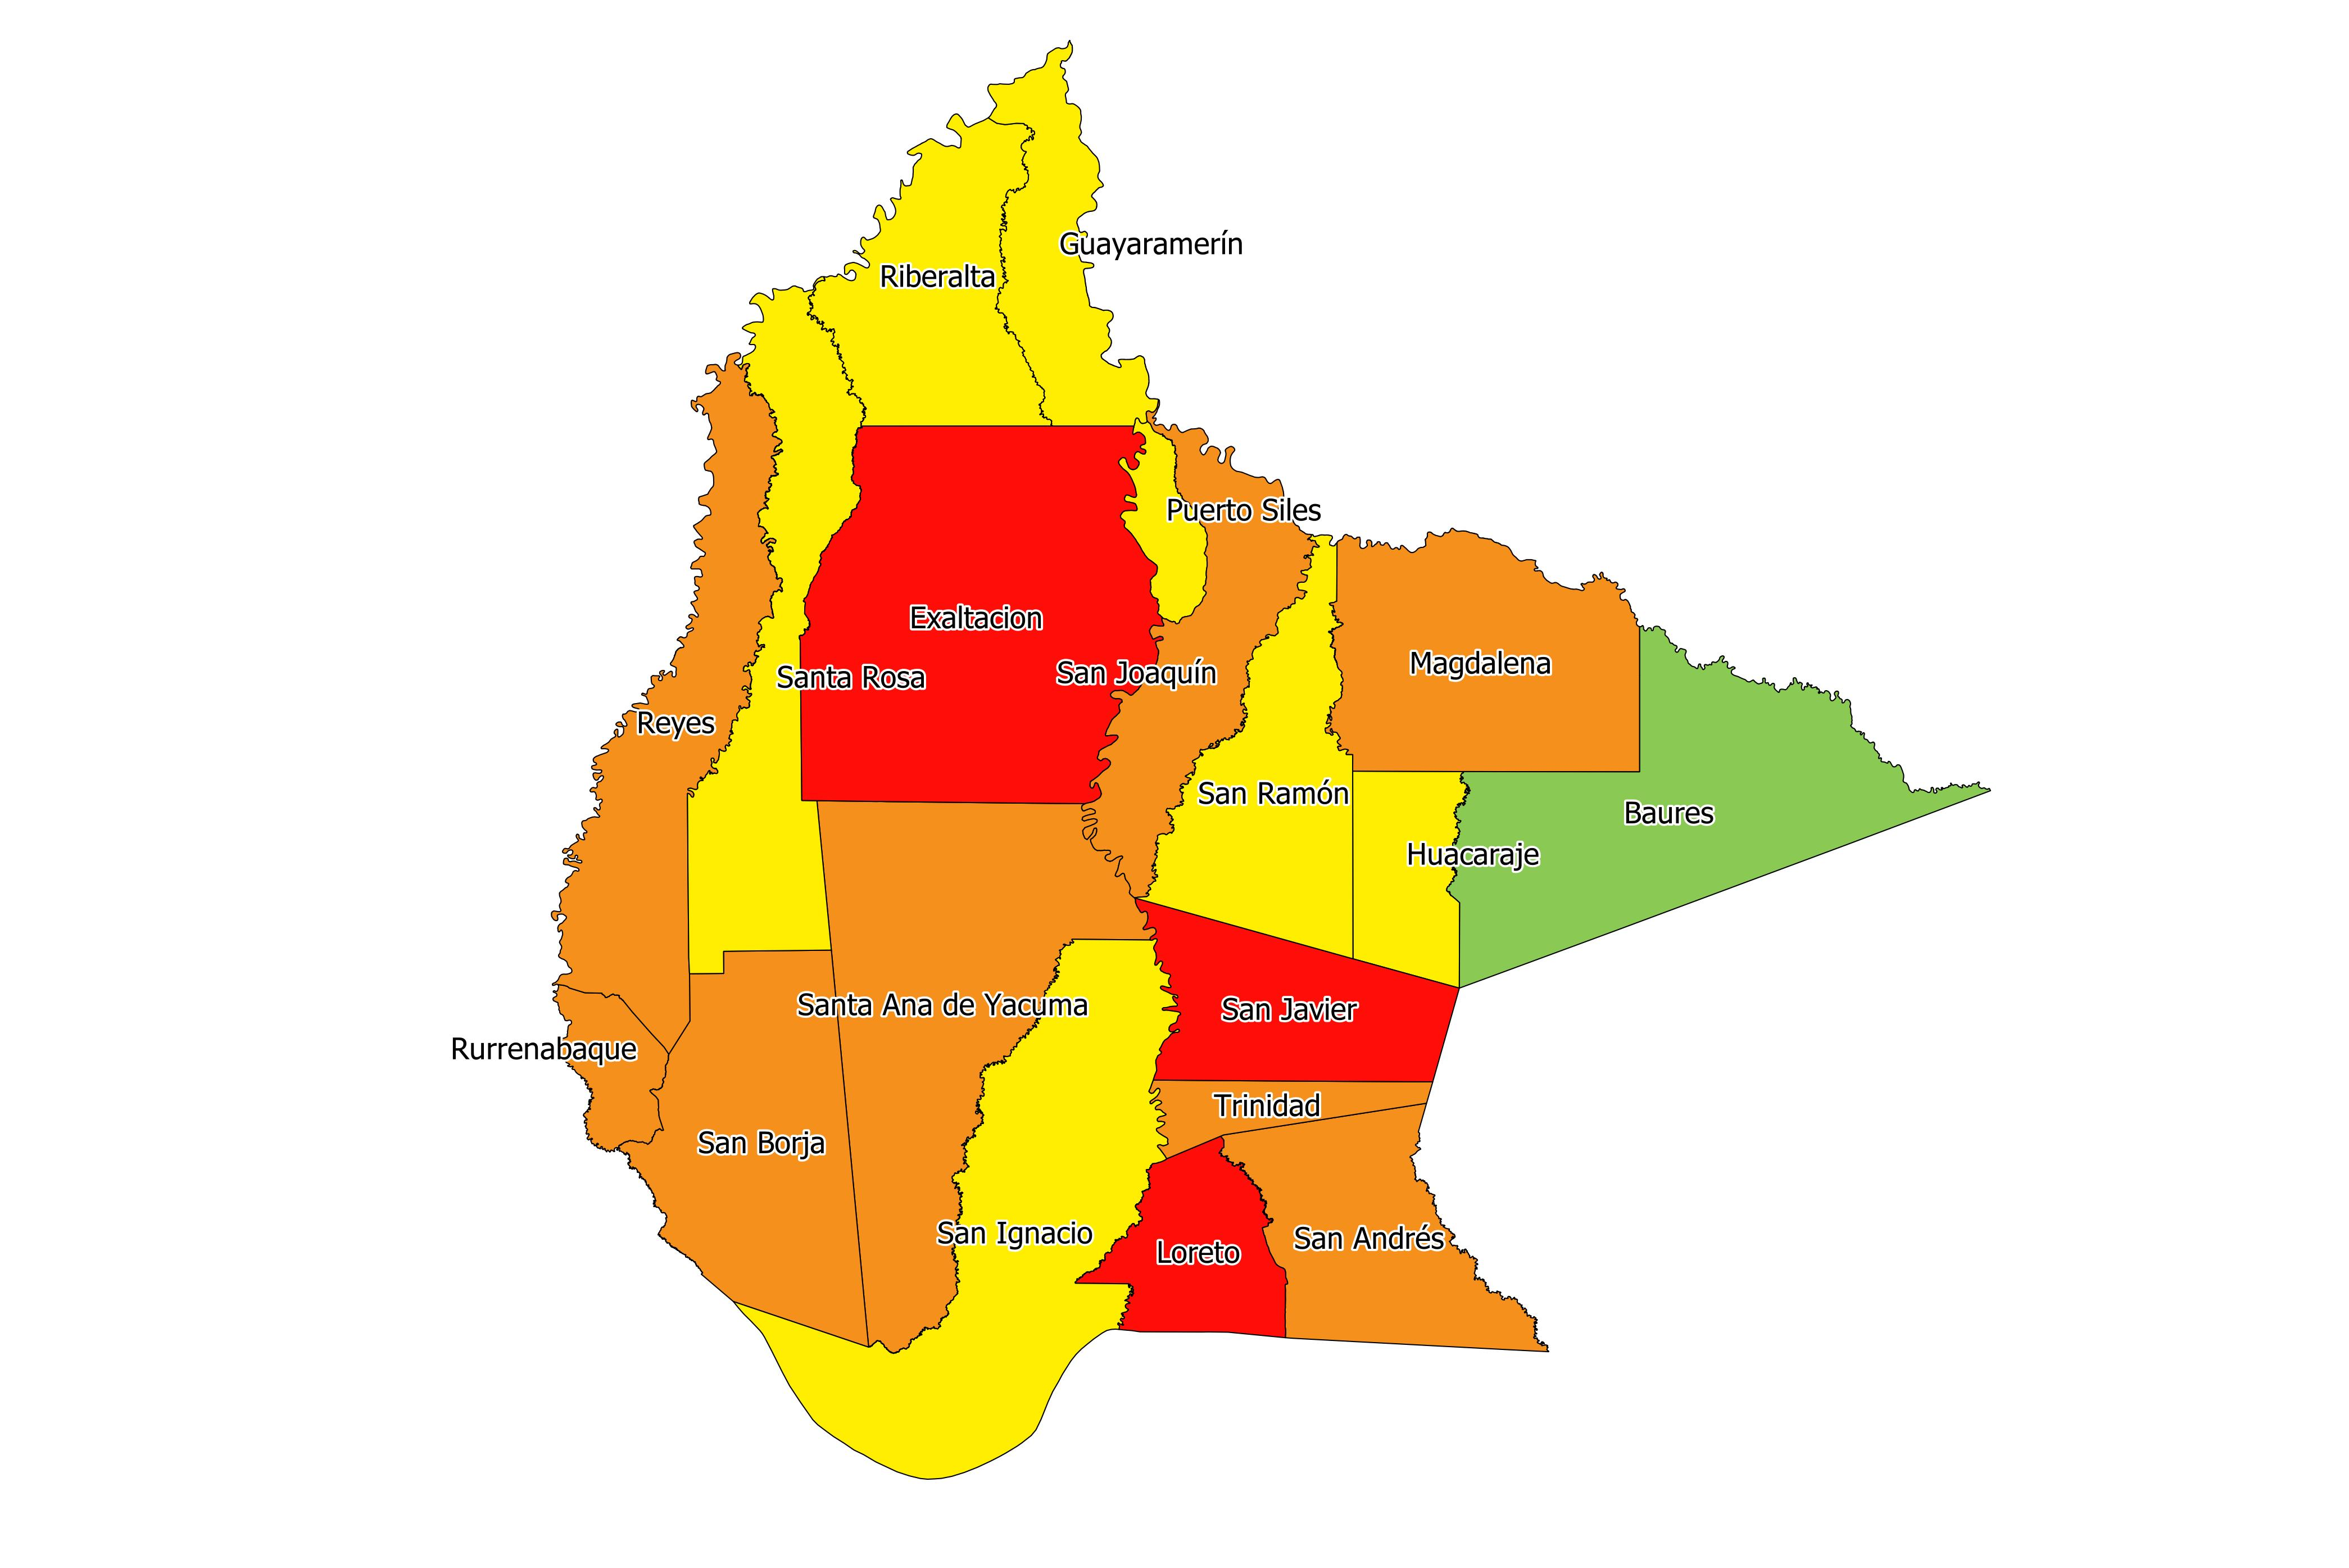 Guayaramerín
Riberalta
Puerto Siles
Exaltacion
Magdalena
San Joaquín
Santa Rosa
Reyes
San Ramón
Baures
Huacaraje
Santa Ana de Yacuma
San Javier
Rurrenabaque
Trinidad
San Borja
San Ignacio
San Andrés
Loreto